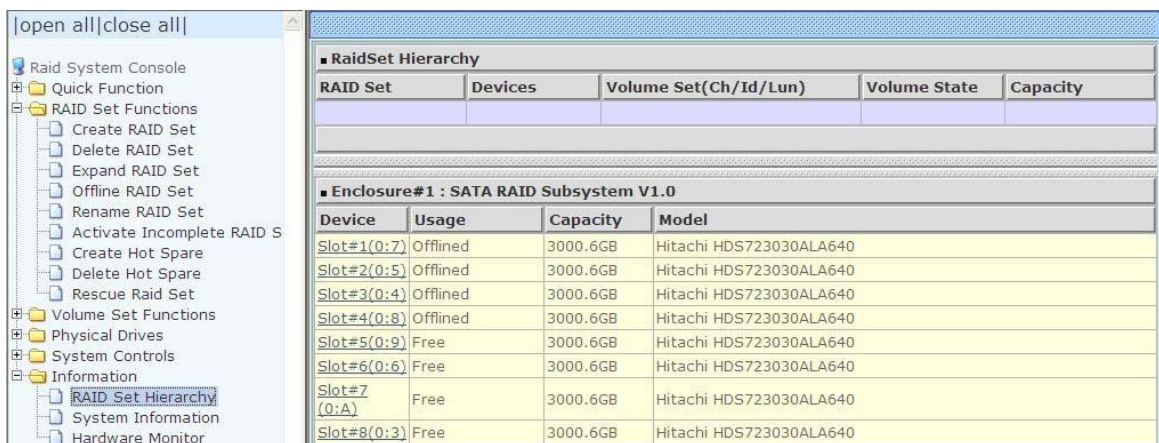 |open all|close all|
Raid System Console
Quick Function
RAID Set Functions
Create RAID Set
Delete RAID Set
Expand RAID Set
Offline RAID Set
Rename RAID Set
Activate Incomplete RAID S
Create Hot Spare
Delete Hot Spare
Rescue Raid Set
Volume Set Functions
Physical Drives
System Controls
Information
RAID Set Hierarchy
System Information
Hardware Monitor
RaidSet Hierarchy
RAID Set Devices Volume Set(Ch/Id/Lun) Volume State Capacity
Enclosure#1 : SATA RAID Subsystem V1.0
Device Usage Capacity Model
Slot#1(0:7) Offlined 3000.6GB Hitachi HDS723030ALA640
Slot#2(0:5) Offlined 3000.6GB Hitachi HDS723030ALA640
Slot#3(0:4) Offlined 3000.6GB Hitachi HDS723030ALA640
Slot#4(0:8) Offlined 3000.6GB Hitachi HDS723030ALA640
Slot#5(0:9) Free 3000.6GB Hitachi HDS723030ALA640
Slot#6(0:6) Free 3000.6GB Hitachi HDS723030ALA640
Slot#7
(0:A) Free 3000.6GB Hitachi HDS723030ALA640
Slot#8(0:3) Free 3000.6GB Hitachi HDS723030ALA640